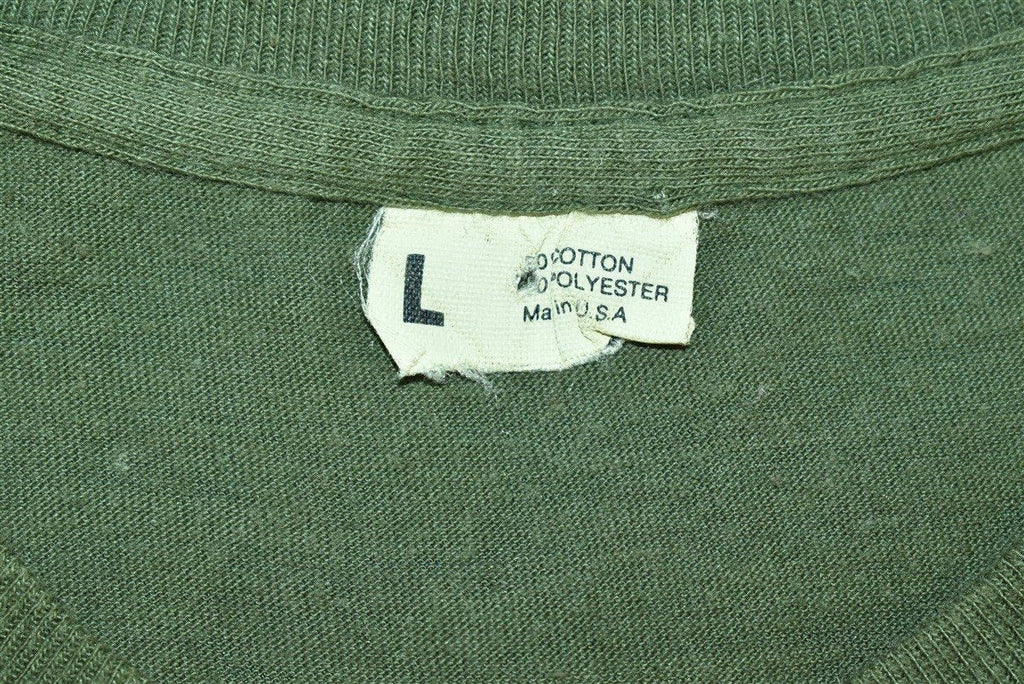 L
COTTON
POLYESTER
Ma in U.S.A